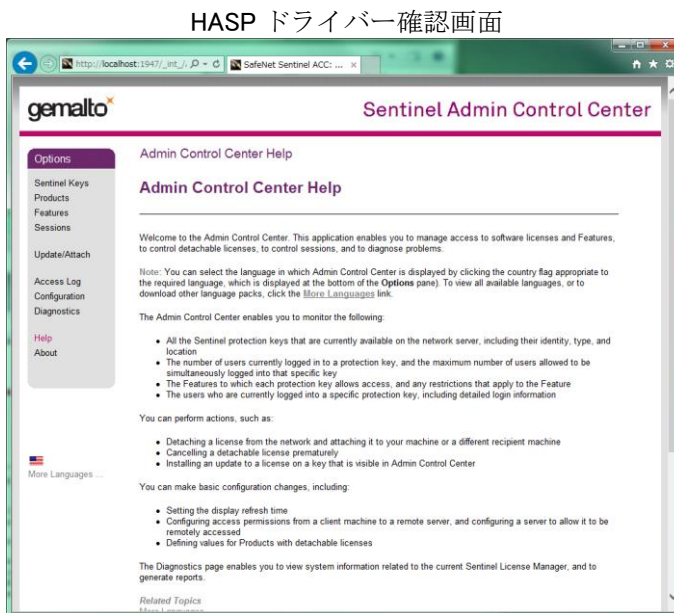 HASP ドライバー確認画面
http://localhost:1947/_int_/
SafeNet Sentinel ACC: ...
gemalto
Sentinel Admin Control Center
Options
Sentinel Keys
Products
Features
Sessions
Update/Attach
Access Log
Configuration
Diagnostics
Help
About
More Languages ...
Admin Control Center Help
Admin Control Center Help
Welcome to the Admin Control Center. This application enables you to manage access to software licenses and Features,
to control detachable licenses, to control sessions, and to diagnose problems.
Note: You can select the language in which Admin Control Center is displayed by clicking the country flag appropriate to
the required language, which is displayed at the bottom of the Options pane). To view all available languages, or to
download other language packs, click the More Languages link.
The Admin Control Center enables you to monitor the following:
• All the Sentinel protection keys that are currently available on the network server, including their identity, type, and
location
• The number of users currently logged in to a protection key, and the maximum number of users allowed to be
simultaneously logged into that specific key
• The Features to which each protection key allows access, and any restrictions that apply to the Feature
• The users who are currently logged into a specific protection key, including detailed login information
You can perform actions, such as:
• Detaching a license from the network and attaching it to your machine or a different recipient machine
• Cancelling a detachable license prematurely
• Installing an update to a license on a key that is visible in Admin Control Center
You can make basic configuration changes, including:
• Setting the display refresh time
• Configuring access permissions from a client machine to a remote server, and configuring a server to allow it to be
remotely accessed
• Defining values for Products with detachable licenses
The Diagnostics page enables you to view system information related to the current Sentinel License Manager, and to
generate reports.
Related Topics
More Languages